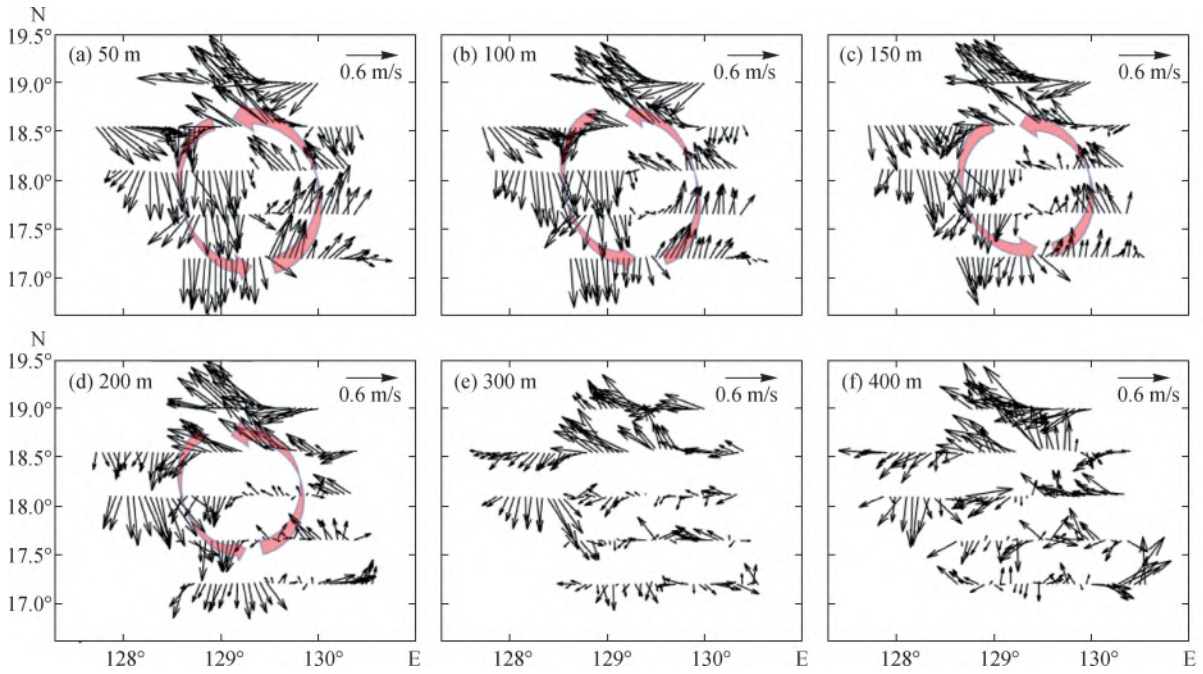 N
19.5°
19.0°
18.5°
18.0°
17.5°
17.0°
(a) 50 m
0.6 m/s
(b) 100 m
0.6 m/s
(c) 150 m
0.6 m/s
N
19.5°
19.0°
18.5°
18.0°
17.5°
17.0°
(d) 200 m
0.6 m/s
(e) 300 m
0.6 m/s
(f) 400 m
0.6 m/s
128° 129° 130° E
128° 129° 130° E
128° 129° 130° E